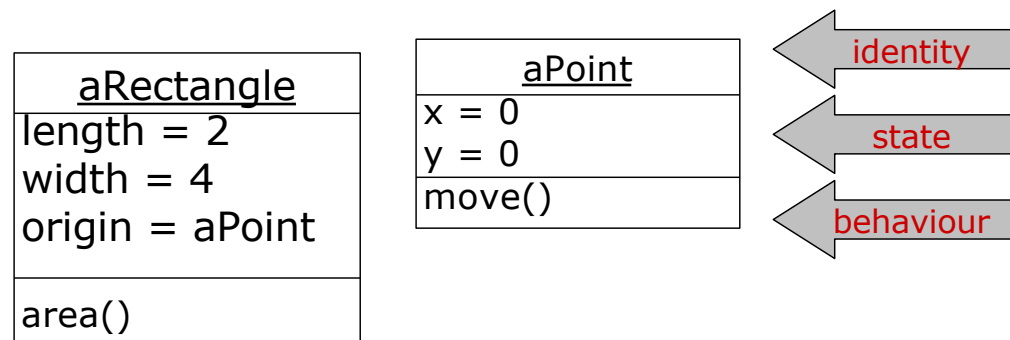 aRectangle
length = 2
width = 4
origin = aPoint
area()
aPoint
x = 0
y = 0
move()
identity
state
behaviour